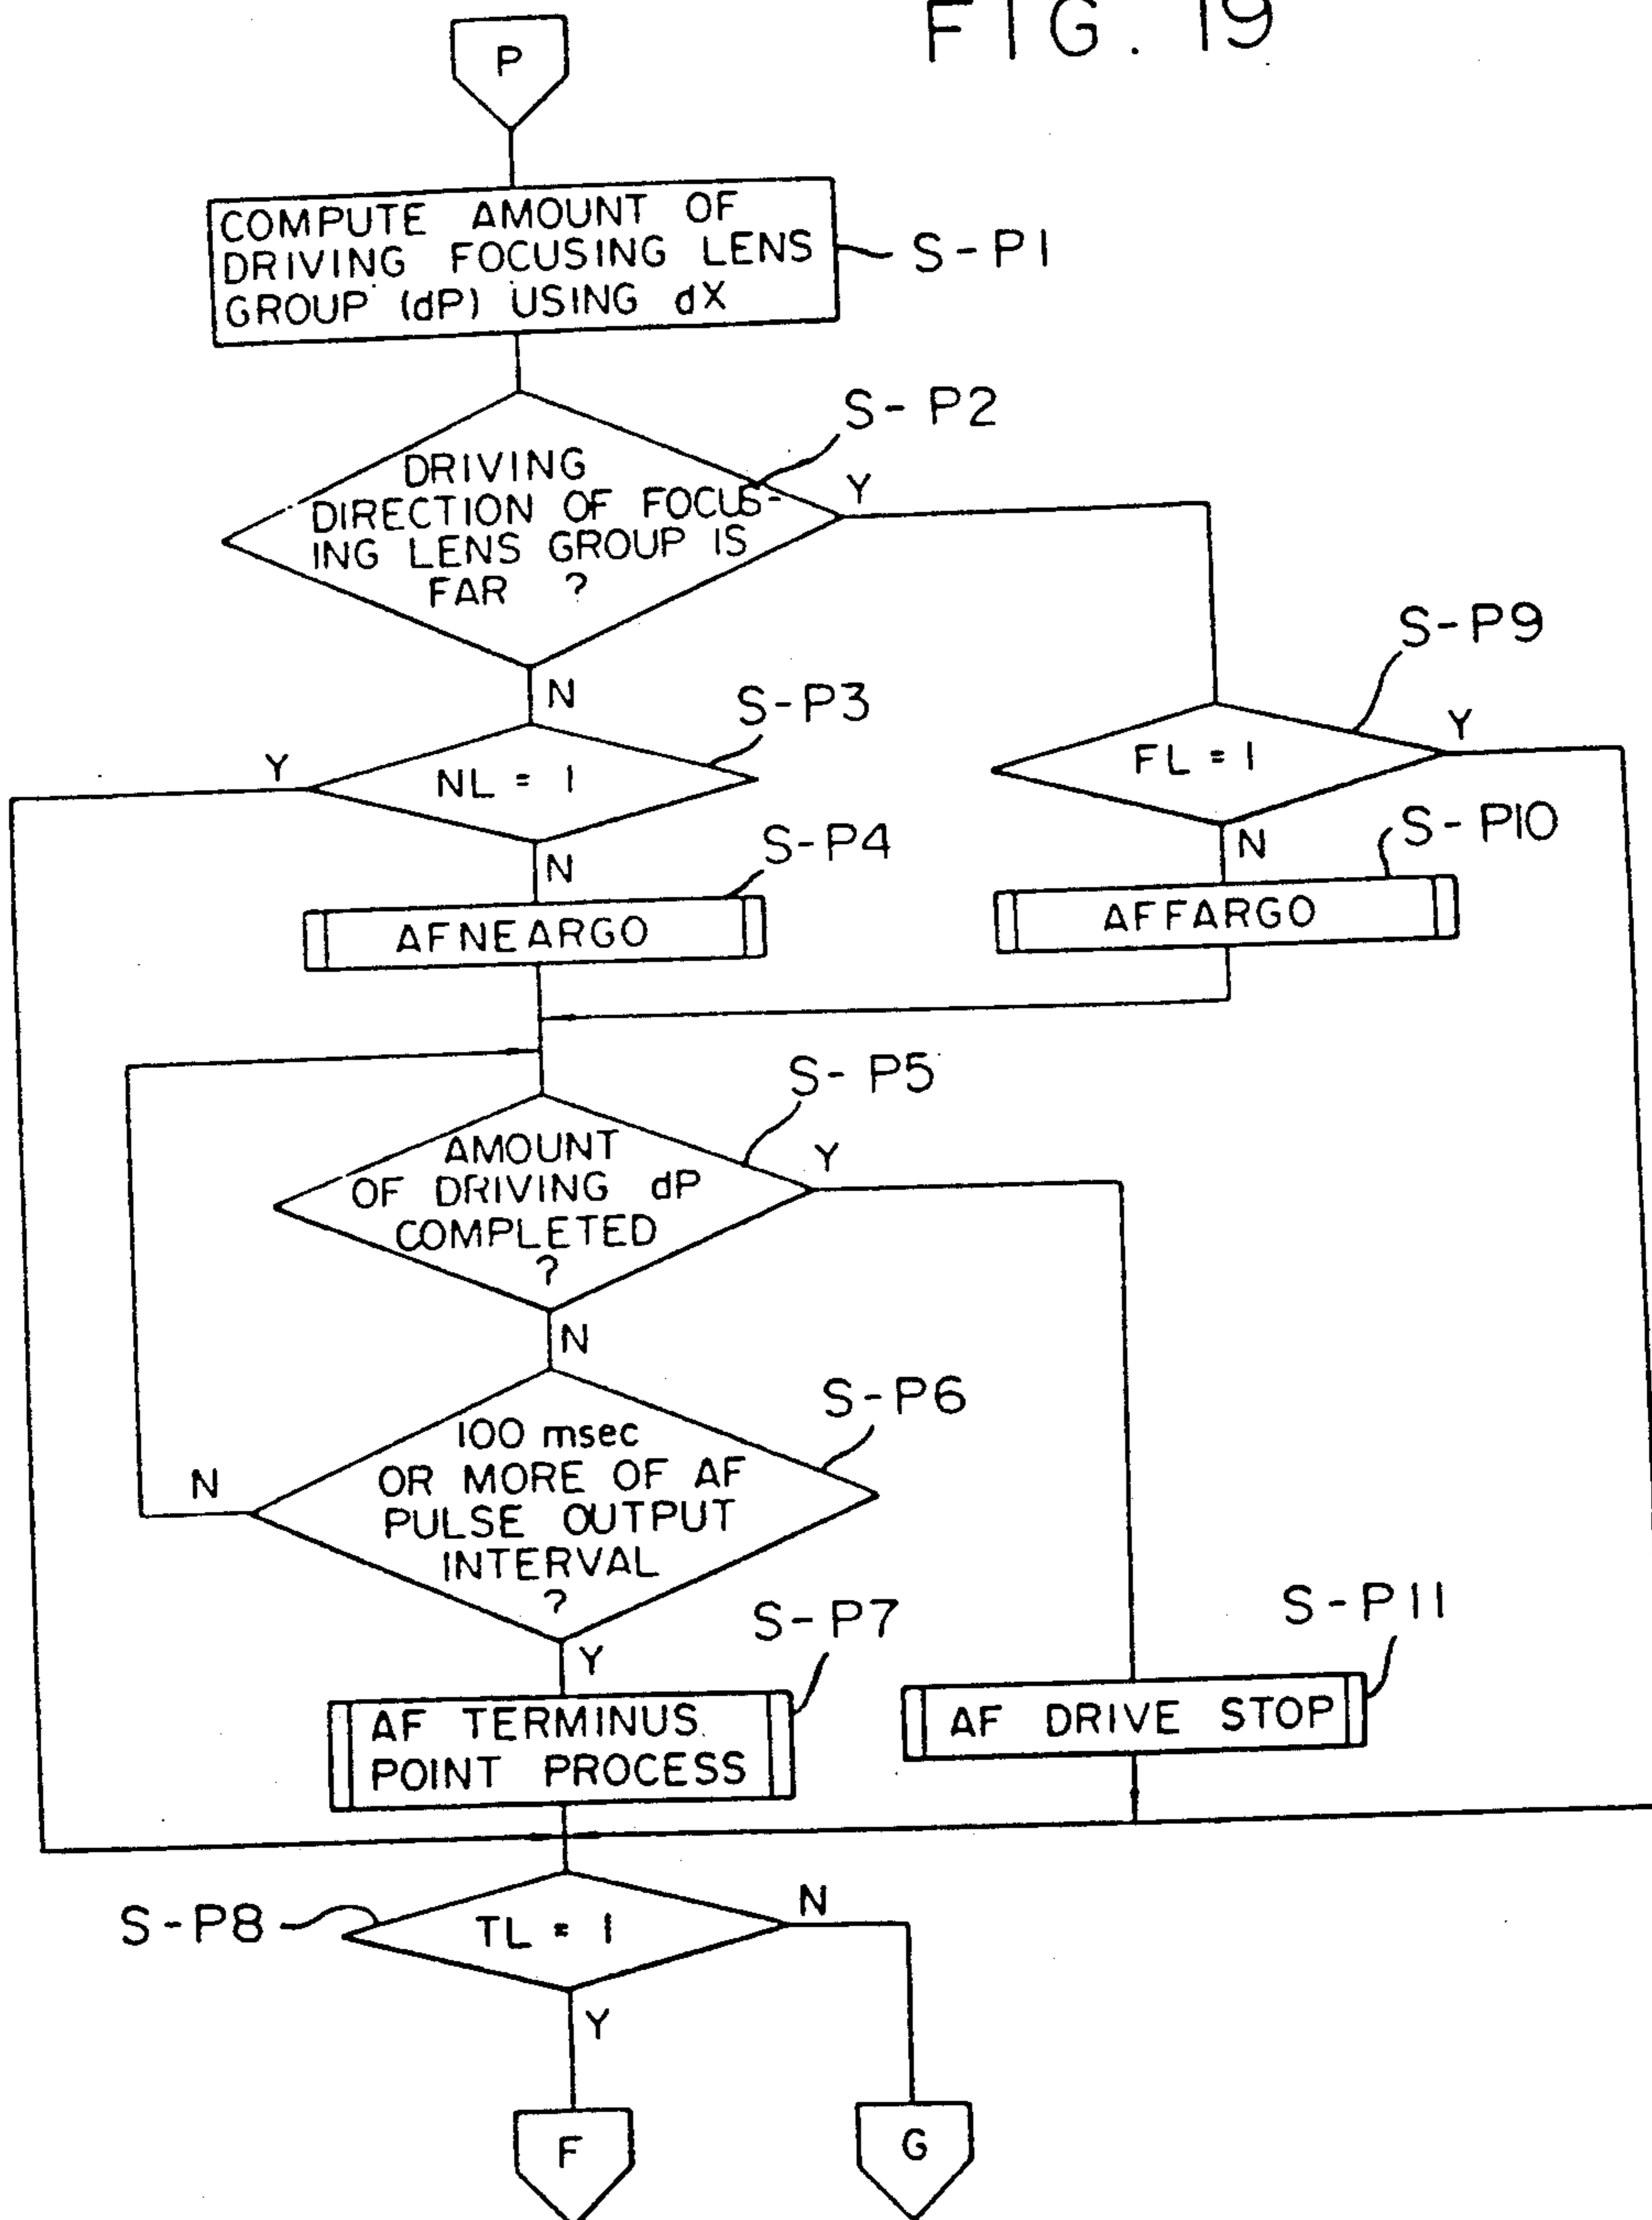 FIG. 19
P
COMPUTE AMOUNT OF
DRIVING FOCUSING LENS
GROUP (dP) USING dX
S-P1
S-P2
DRIVING
DIRECTION OF FOCUS-
ING LENS GROUP IS
FAR ?
Y
N
S-P3
Y
NL = 1
N
S-P9
FL = 1
Y
N
S-P4
AFNEARGO
S-P10
AFFARGO
S-P5
AMOUNT
OF DRIVING dP
COMPLETED
?
Y
N
S-P6
100 msec
OR MORE OF AF
PULSE OUTPUT
INTERVAL
?
N
Y
S-P7
AF TERMINUS
POINT PROCESS
S-P11
AF DRIVE STOP
S-P8
TL = 1
N
Y
F
G